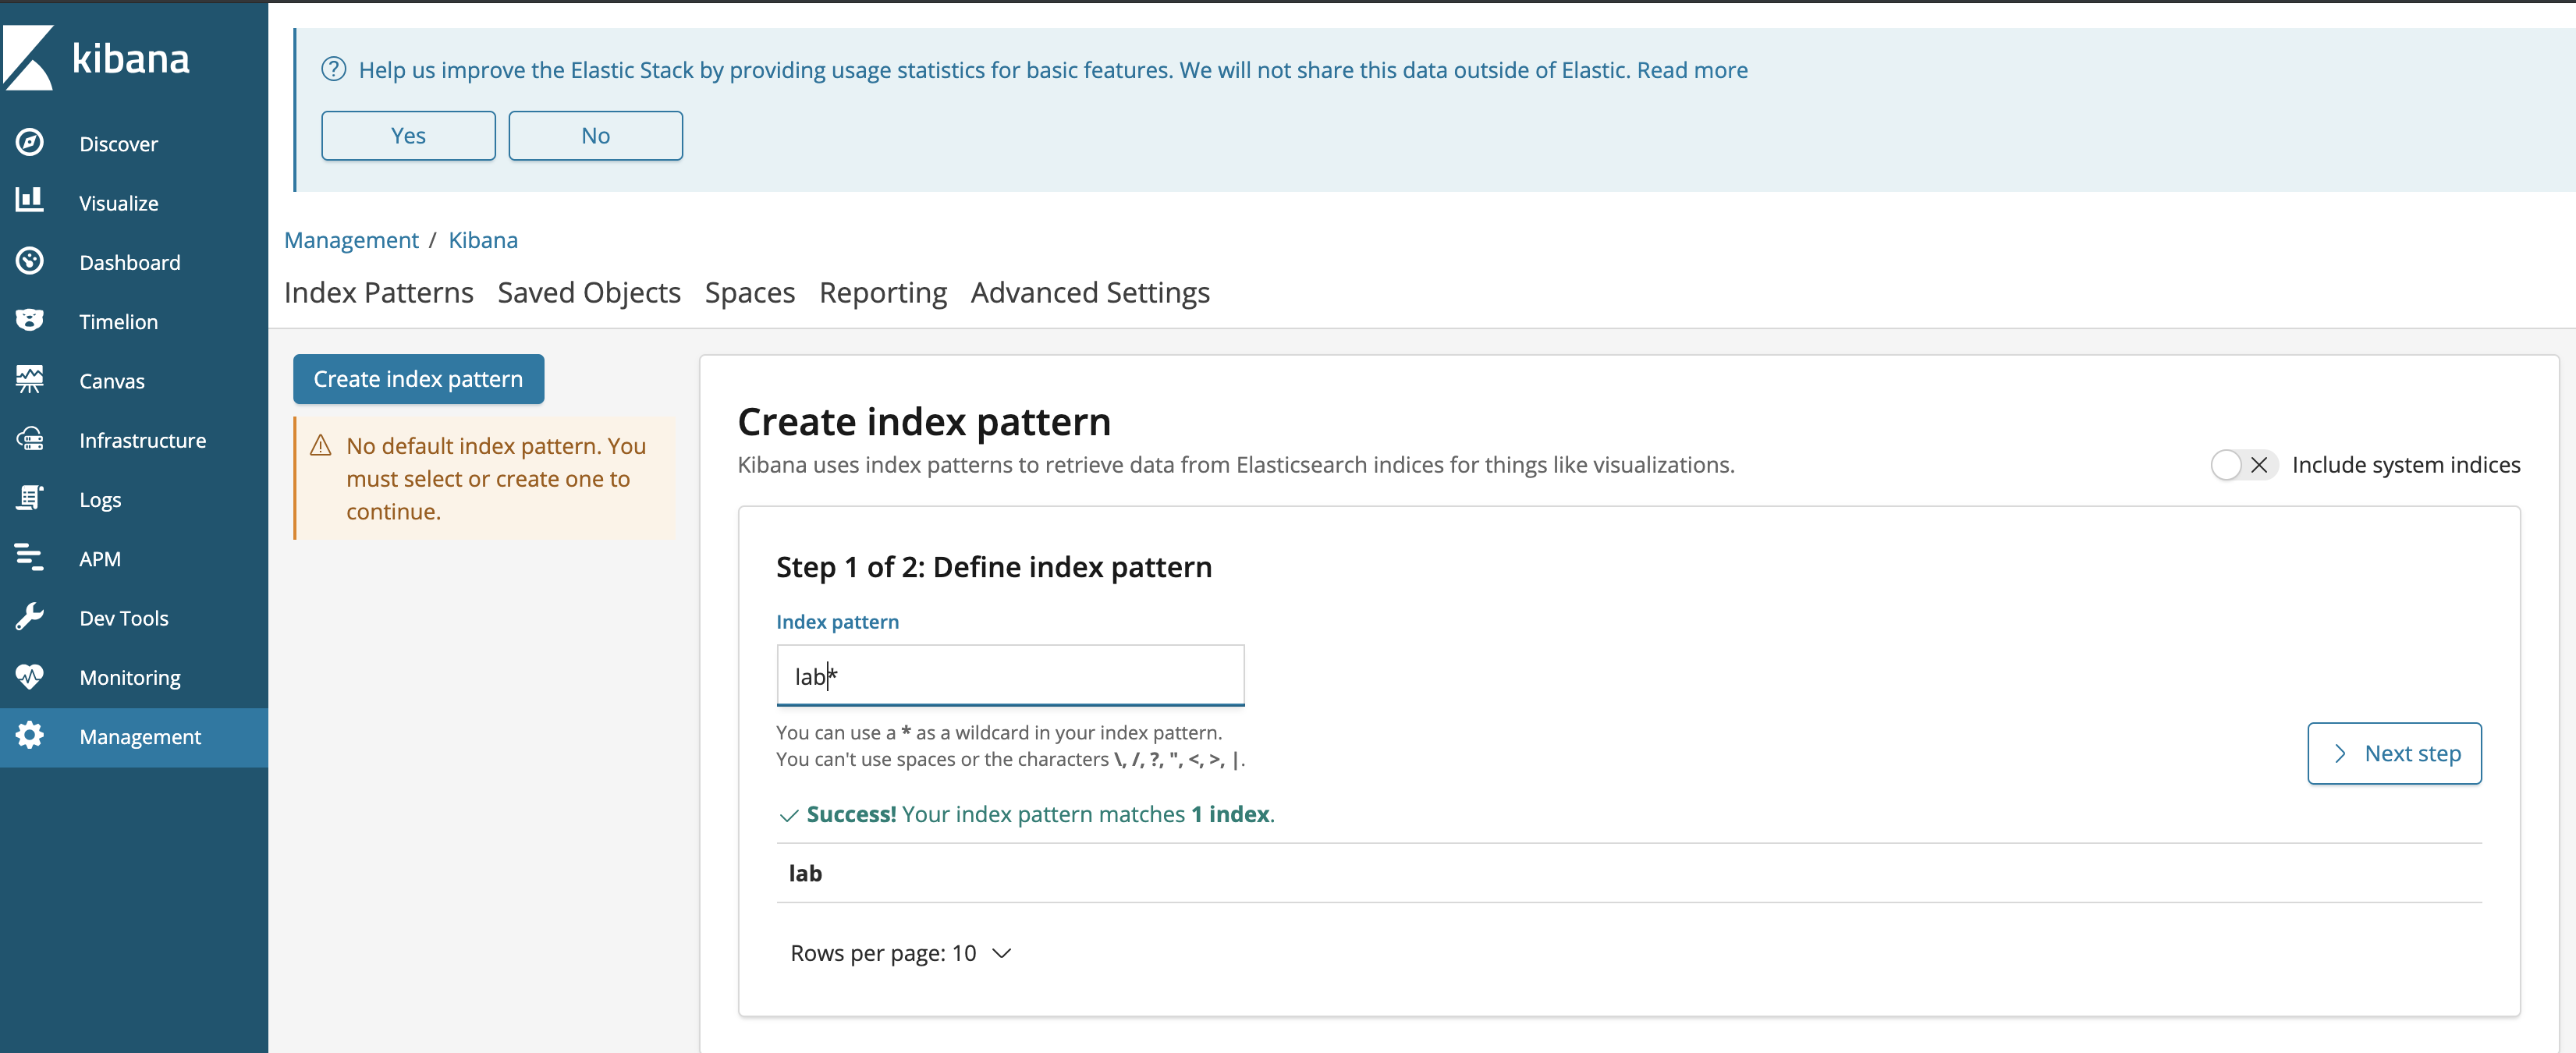 kibana
Discover
Visualize
Dashboard
Timelion
Canvas
Infrastructure
Logs
APM
Dev Tools
Monitoring
Management
Help us improve the Elastic Stack by providing usage statistics for basic features. We will not share this data outside of Elastic. Read more
Yes No
Management / Kibana
Index Patterns Saved Objects Spaces Reporting Advanced Settings
Create index pattern
No default index pattern. You
must select or create one to
continue.
Create index pattern
Kibana uses index patterns to retrieve data from Elasticsearch indices for things like visualizations.
Include system indices
Step 1 of 2: Define index pattern
Index pattern
lab*
You can use a * as a wildcard in your index pattern.
You can't use spaces or the characters \, /, ?, ", <, >, |.
Next step
Success! Your index pattern matches 1 index.
lab
Rows per page: 10